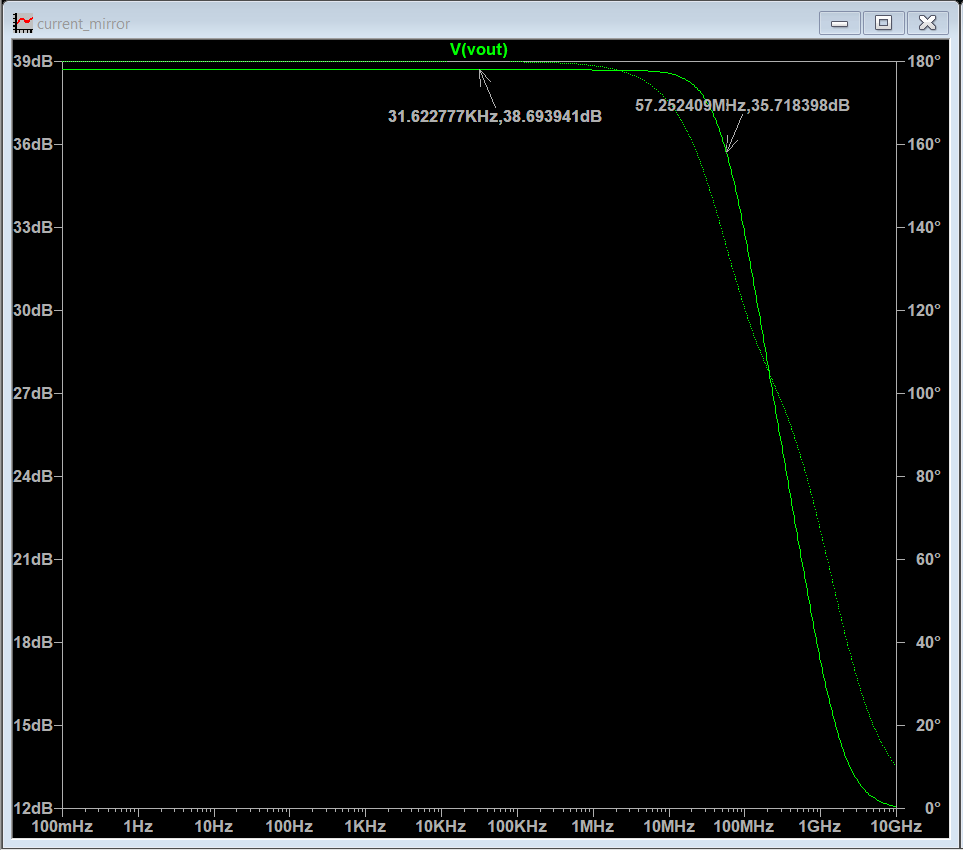 current_mirror
V(vout)
39dB
36dB
33dB
30dB
27dB
24dB
21dB
18dB
15dB
12dB
31.622777KHz,38.693941dB
57.252409MHz,35.718398dB
180°
160°
140°
120°
100°
80°
60°
40°
20°
0°
100mHz 1Hz 10Hz 100Hz 1KHz 10KHz 100KHz 1MHz 10MHz 100MHz 1GHz 10GHz